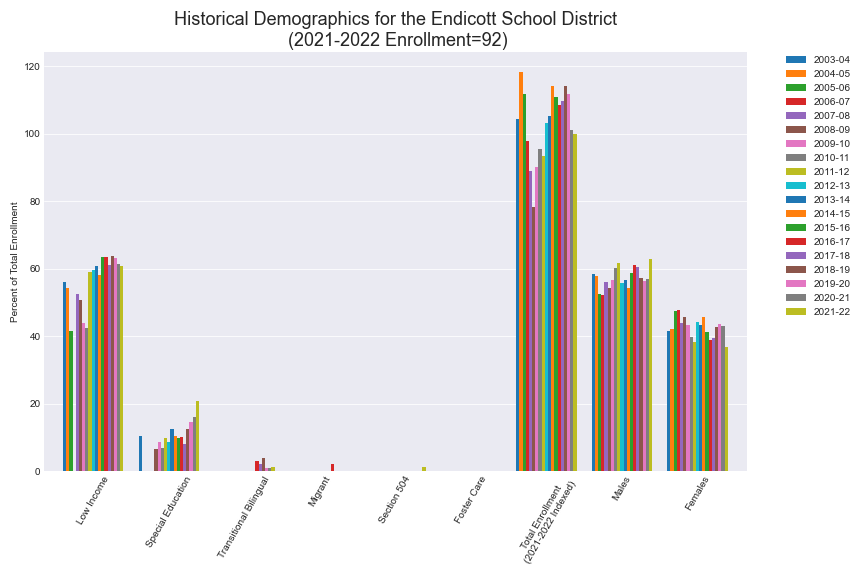 Historical Demographics for the Endicott School District
(2021-2022 Enrollment=92)
Percent of Total Enrollment
120
100
80
60
40
20
0
Low Income
Special Education
Transitional Bilingual
Migrant
Section 504
Foster Care
Total Enrollment
(2021-2022 Indexed)
Males
Females
2003-04
2004-05
2005-06
2006-07
2007-08
2008-09
2009-10
2010-11
2011-12
2012-13
2013-14
2014-15
2015-16
2016-17
2017-18
2018-19
2019-20
2020-21
2021-22